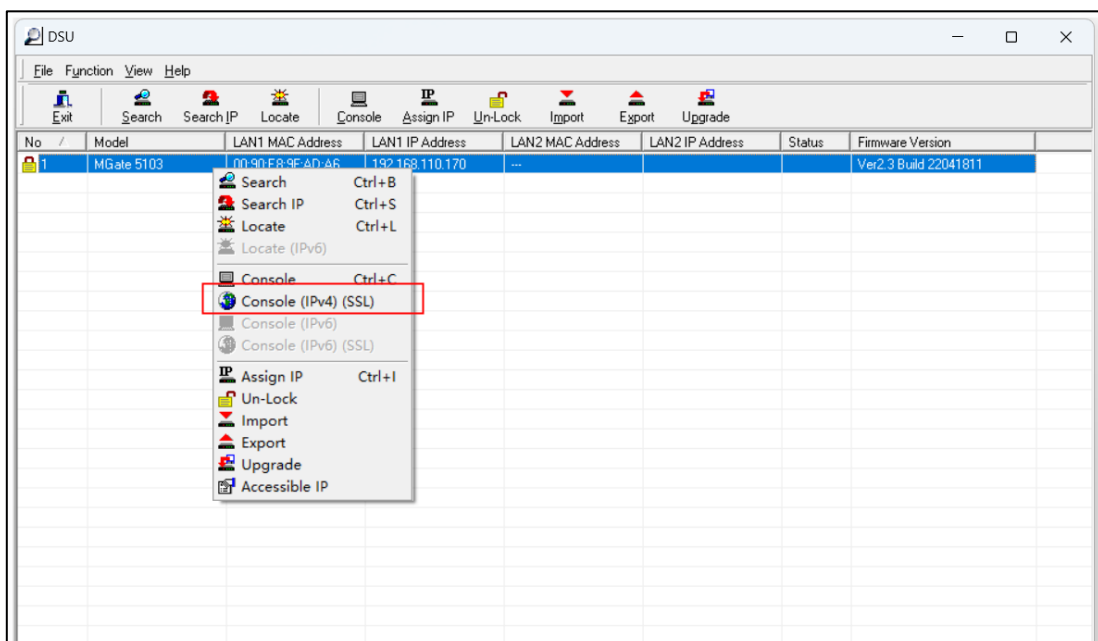 DSU
File Function View Help
Exit Search Search IP Locate Console Assign IP Un-Lock Import Export Upgrade
No / Model LAN1 MAC Address LAN1 IP Address LAN2 MAC Address LAN2 IP Address Status Firmware Version
1 MGate 5103 00:90:E8:9F:AD:A6 192.168.110.170 --- Ver2.3 Build 22041811
Search Ctrl+B
Search IP Ctrl+S
Locate Ctrl+L
Locate (IPv6)
Console Ctrl+C
Console (IPv4) (SSL)
Console (IPv6)
Console (IPv6) (SSL)
Assign IP Ctrl+I
Un-Lock
Import
Export
Upgrade
Accessible IP